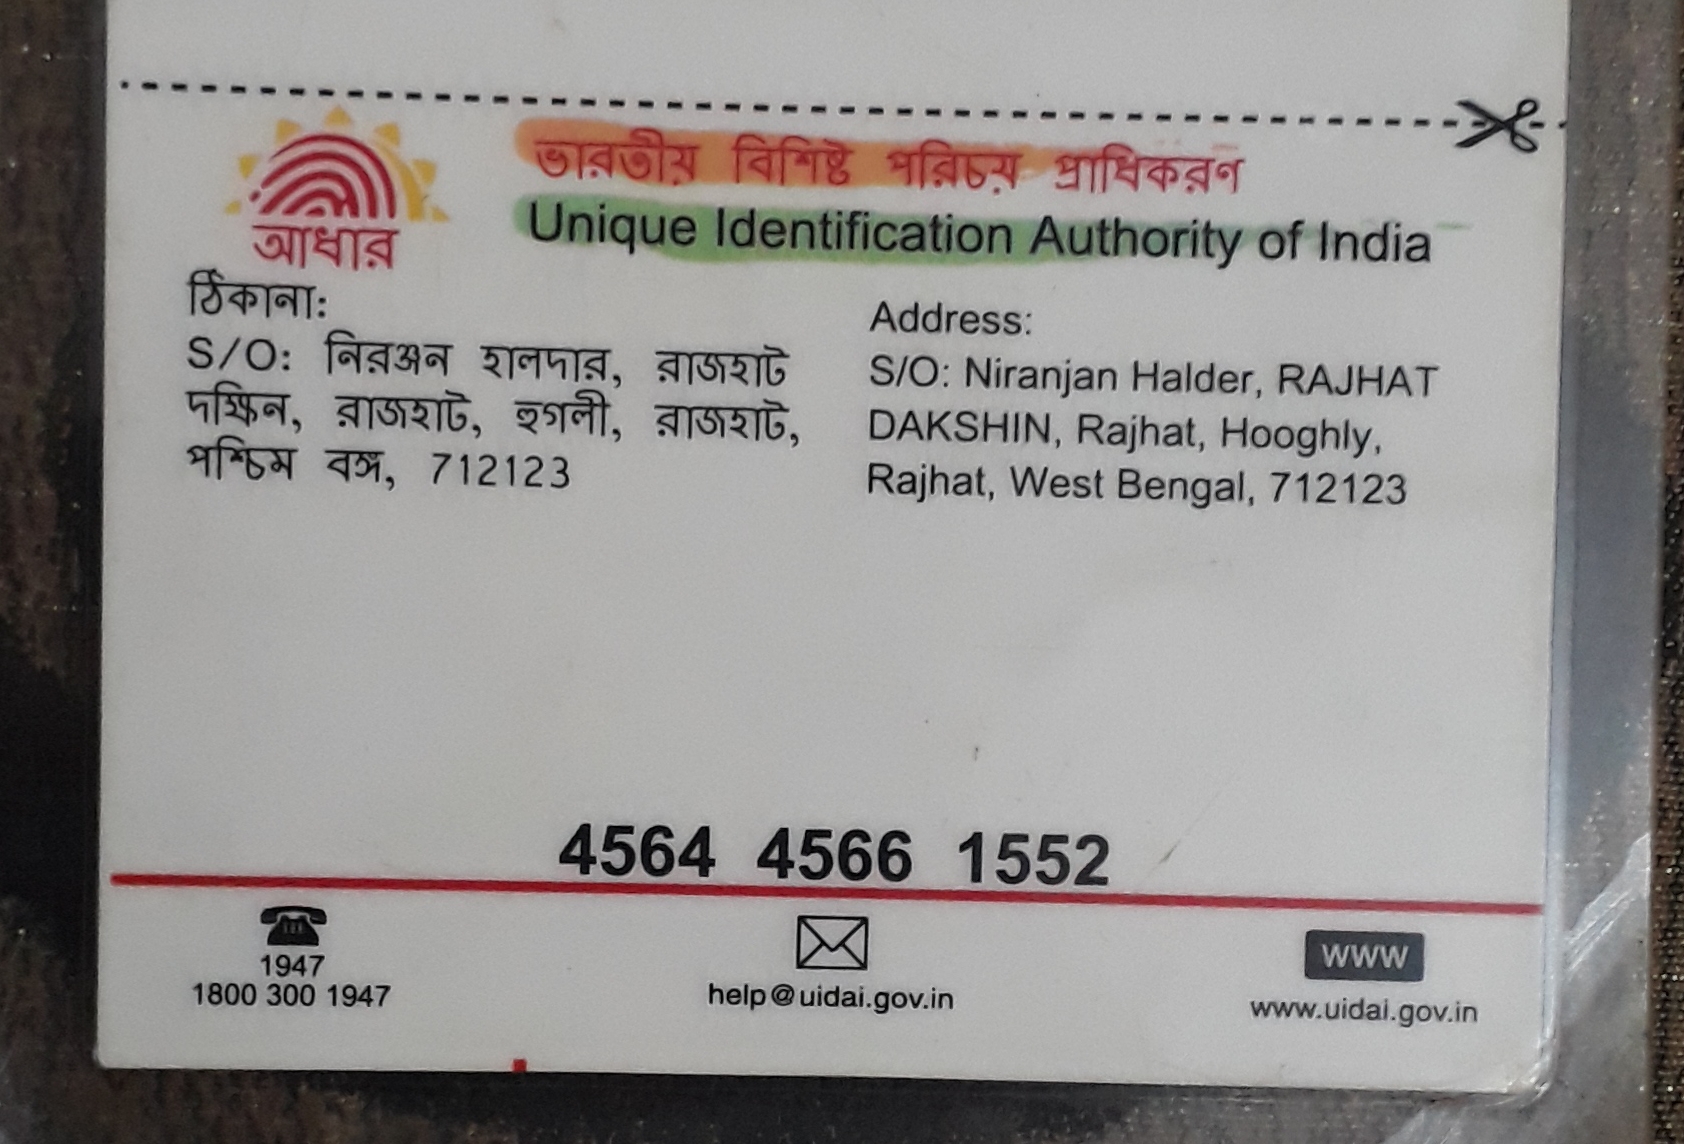 ভারতীয় বিশিষ্ট পরিচয় প্রাধিকরণ
Unique Identification Authority of India
আধার
ঠিকানা:
S/O: নিরঞ্জন হালদার, রাজহাট
দক্ষিন, রাজহাট, হুগলী, রাজহাট,
পশ্চিম বঙ্গ, 712123
Address:
S/O: Niranjan Halder, RAJHAT
DAKSHIN, Rajhat, Hooghly,
Rajhat, West Bengal, 712123
4564 4566 1552
1947
1800 300 1947
help@uidai.gov.in
www
www.uidai.gov.in